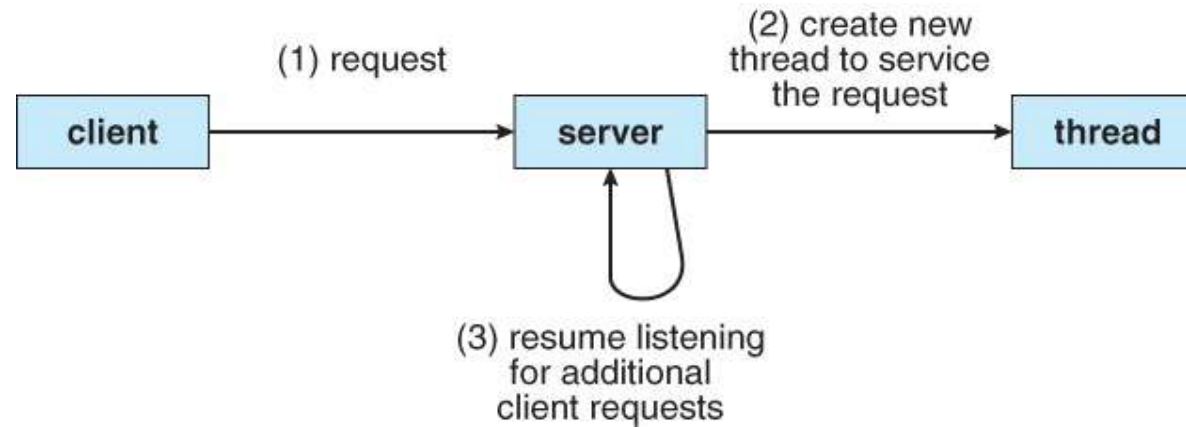 (1) request
(2) create new
thread to service
the request
client
server
thread
(3) resume listening
for additional
client requests